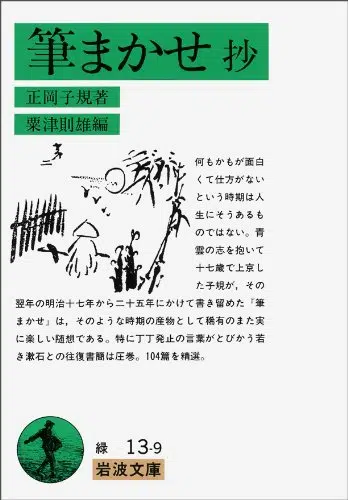 筆まかせ 抄
正岡子規著
粟津則雄編
何もかもが面白
くて仕方がない
という時期は人
生にそうあるも
のではない。青
雲の志を抱いて
十七歳で上京し
た子規が，その
翌年の明治十七年から二十五年にかけて書き留めた「筆
まかせ」は，そのような時期の産物として稀有のまた実
に楽しい随想である。特に丁丁発止の言葉がとびかう若
き漱石との往復書簡は圧巻。104篇を精選。
緑 13-9
岩波文庫